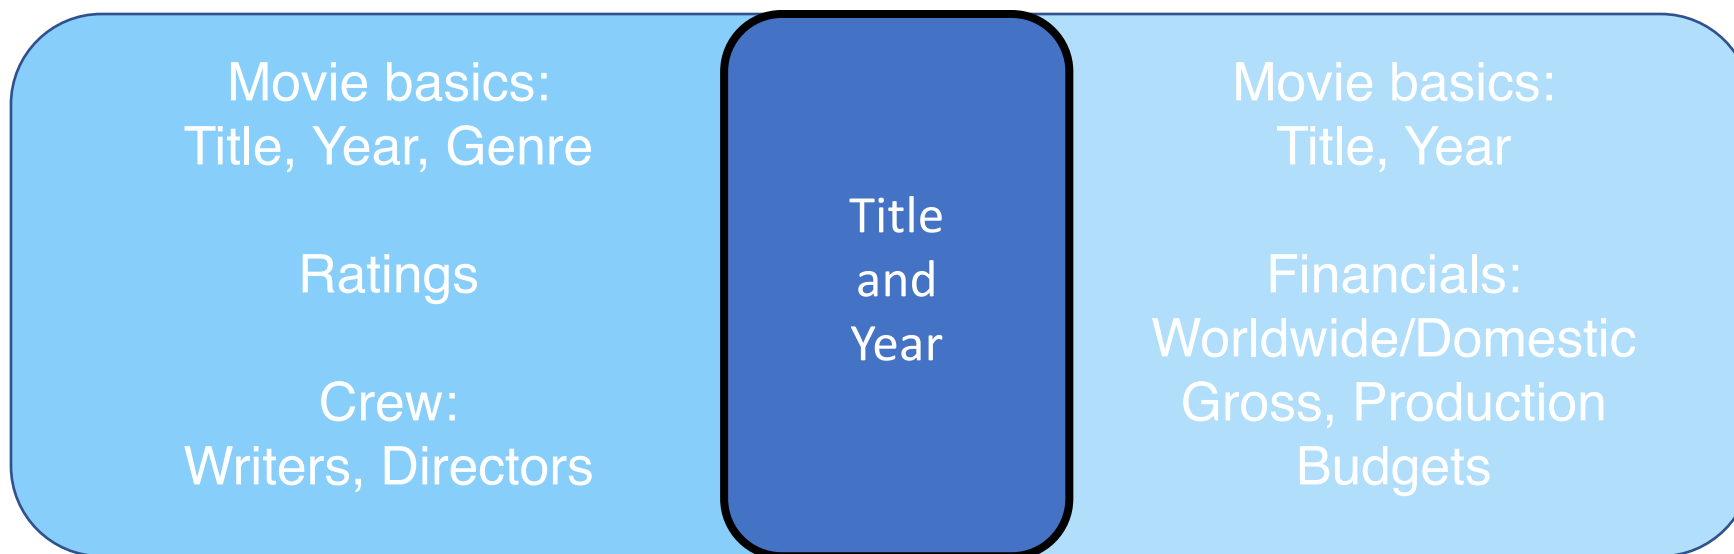 Movie basics:
Title, Year, Genre
Ratings
Crew:
Writers, Directors
Title
and
Year
Movie basics:
Title, Year
Financials:
Worldwide/Domestic
Gross, Production
Budgets